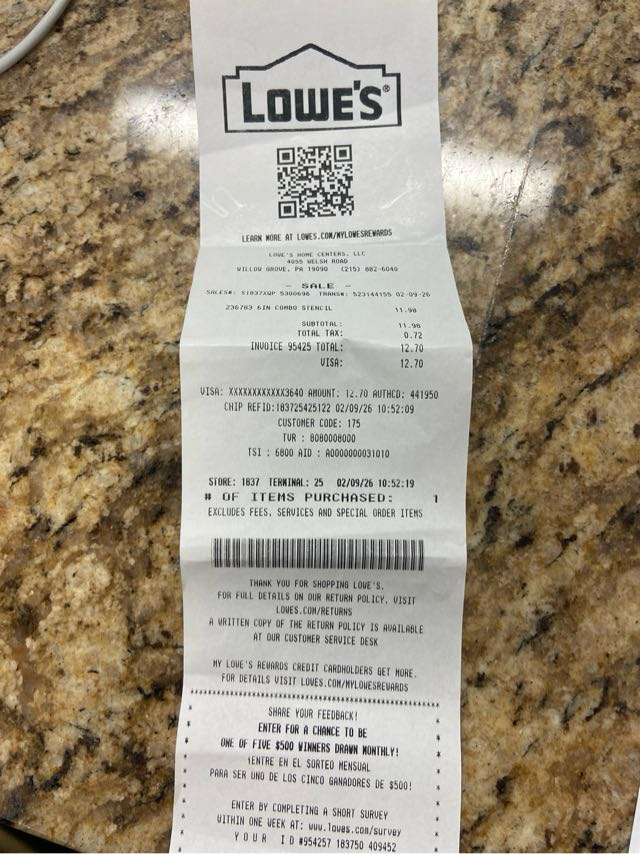 LOWE'S®
LEARN MORE AT LOWES.COM/MYLOWESREWARDS
LOWE'S HOME CENTERS, LLC
4055 WELSH ROAD
WILLOW GROVE, PA 19090 (215) 882-6040
- SALE -
SALES#: S1837XQP 5300696 TRANS#: 523144155 02-09-26
236783 6IN COMBO STENCIL 11.98
SUBTOTAL: 11.98
TOTAL TAX: 0.72
INVOICE 95425 TOTAL: 12.70
VISA: 12.70
VISA: XXXXXXXXXXXX3640 AMOUNT: 12.70 AUTHCD: 441950
CHIP REFID:183725425122 02/09/26 10:52:09
CUSTOMER CODE: 175
TVR : 8080008000
TSI : 6800 AID : A0000000031010
STORE: 1837 TERMINAL: 25 02/09/26 10:52:19
# OF ITEMS PURCHASED: 1
EXCLUDES FEES, SERVICES AND SPECIAL ORDER ITEMS
THANK YOU FOR SHOPPING LOWE'S.
FOR FULL DETAILS ON OUR RETURN POLICY, VISIT
LOWES.COM/RETURNS
A WRITTEN COPY OF THE RETURN POLICY IS AVAILABLE
AT OUR CUSTOMER SERVICE DESK
MY LOWE'S REWARDS CREDIT CARDHOLDERS GET MORE.
FOR DETAILS VISIT LOWES.COM/MYLOWESREWARDS
****************************************************
* SHARE YOUR FEEDBACK! *
* ENTER FOR A CHANCE TO BE *
* ONE OF FIVE $500 WINNERS DRAWN MONTHLY! *
* ¡ENTRE EN EL SORTEO MENSUAL *
* PARA SER UNO DE LOS CINCO GANADORES DE $500! *
* ENTER BY COMPLETING A SHORT SURVEY *
* WITHIN ONE WEEK AT: www.lowes.com/survey *
* Y O U R I D #954257 183750 409452 *